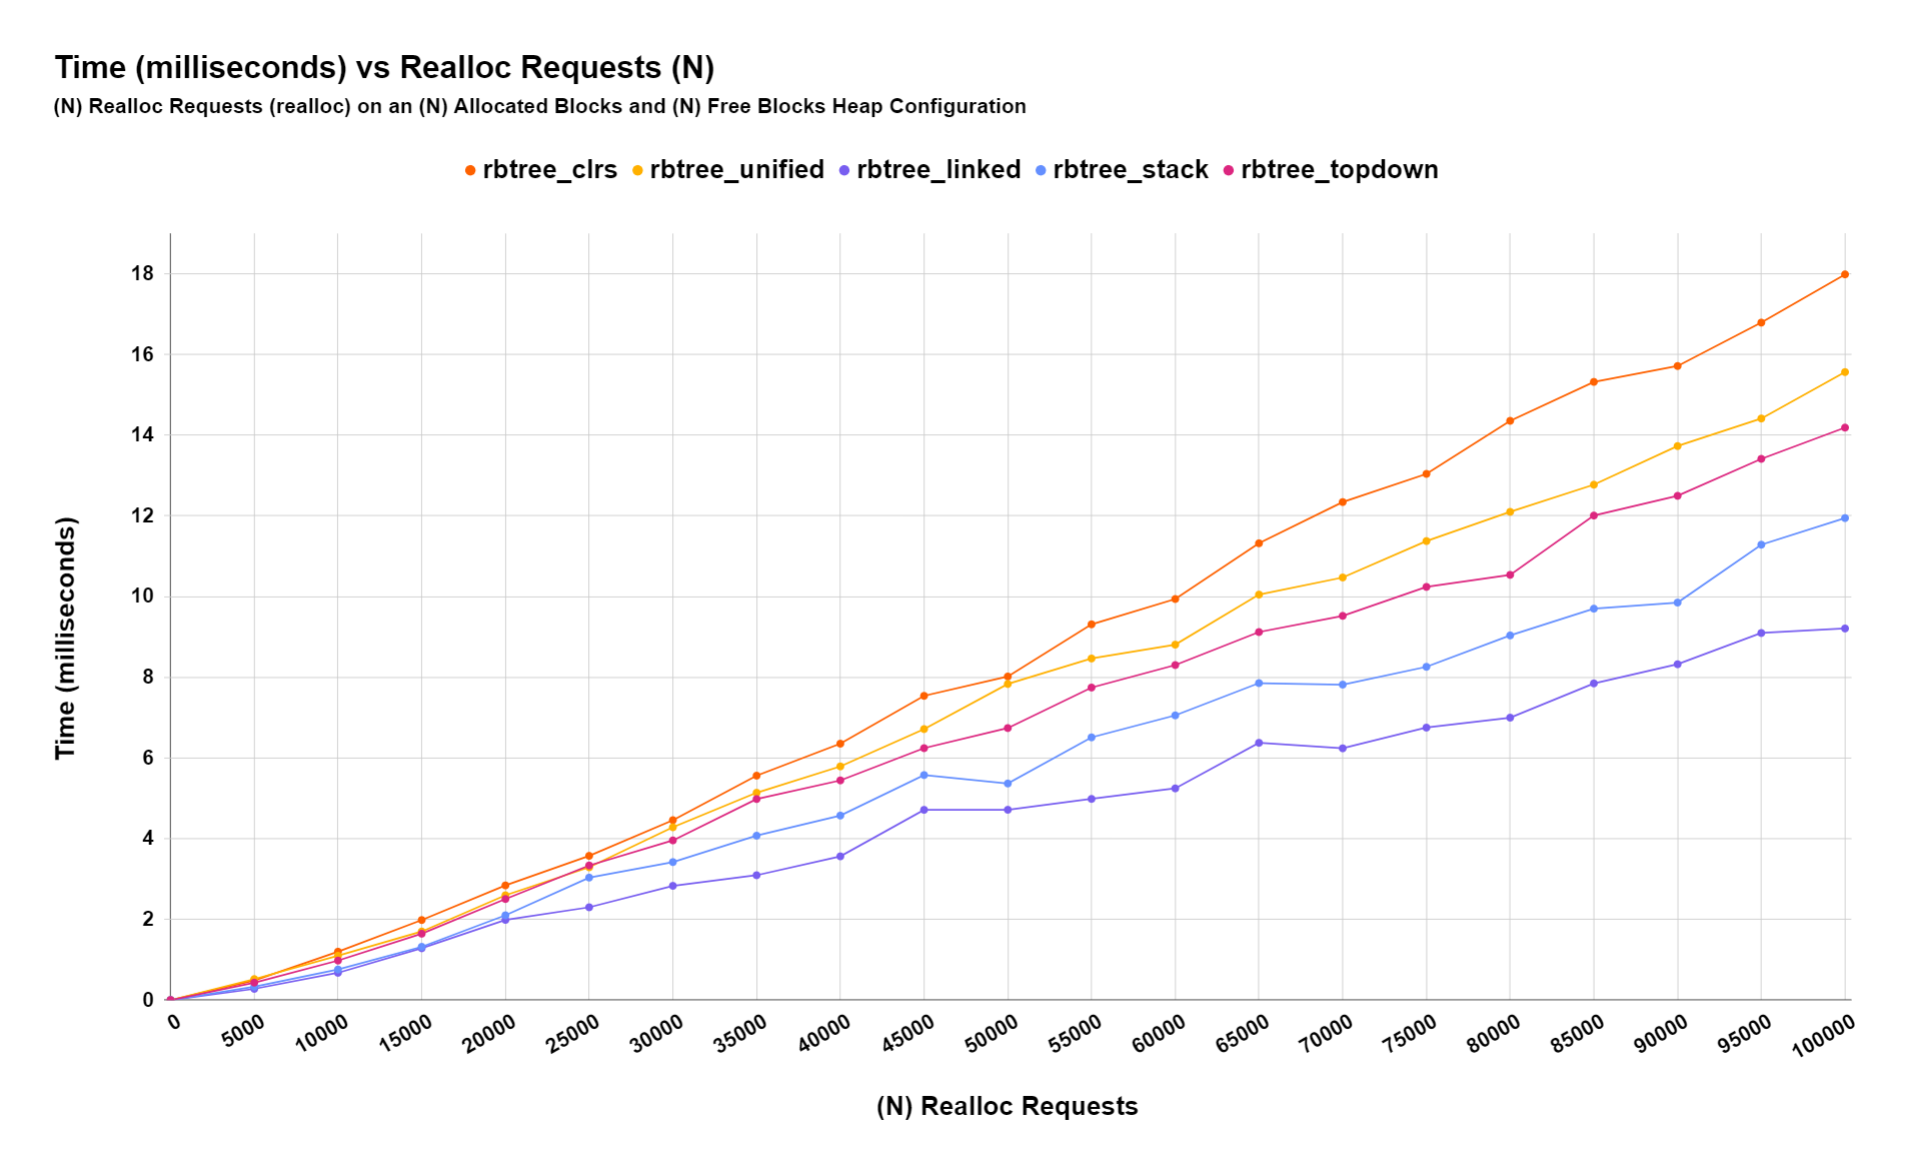 Time (milliseconds) vs Realloc Requests (N)
(N) Realloc Requests (realloc) on an (N) Allocated Blocks and (N) Free Blocks Heap Configuration
rbtree_clrs rbtree_unified rbtree_linked rbtree_stack rbtree_topdown
18
16
14
12
10
8
6
4
2
0
Time (milliseconds)
0 5000 10000 15000 20000 25000 30000 35000 40000 45000 50000 55000 60000 65000 70000 75000 80000 85000 90000 95000 100000
(N) Realloc Requests